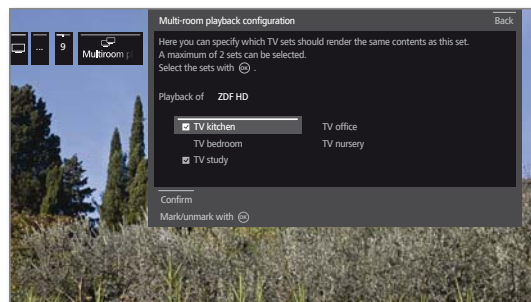 Multi-room playback configuration
Back
... 9 Multiroom p
Here you can specify which TV sets should render the same contents as this set.
A maximum of 2 sets can be selected.
Select the sets with OK .
Playback of ZDF HD
TV kitchen TV office
TV bedroom TV nursery
TV study
Confirm
Mark/unmark with OK